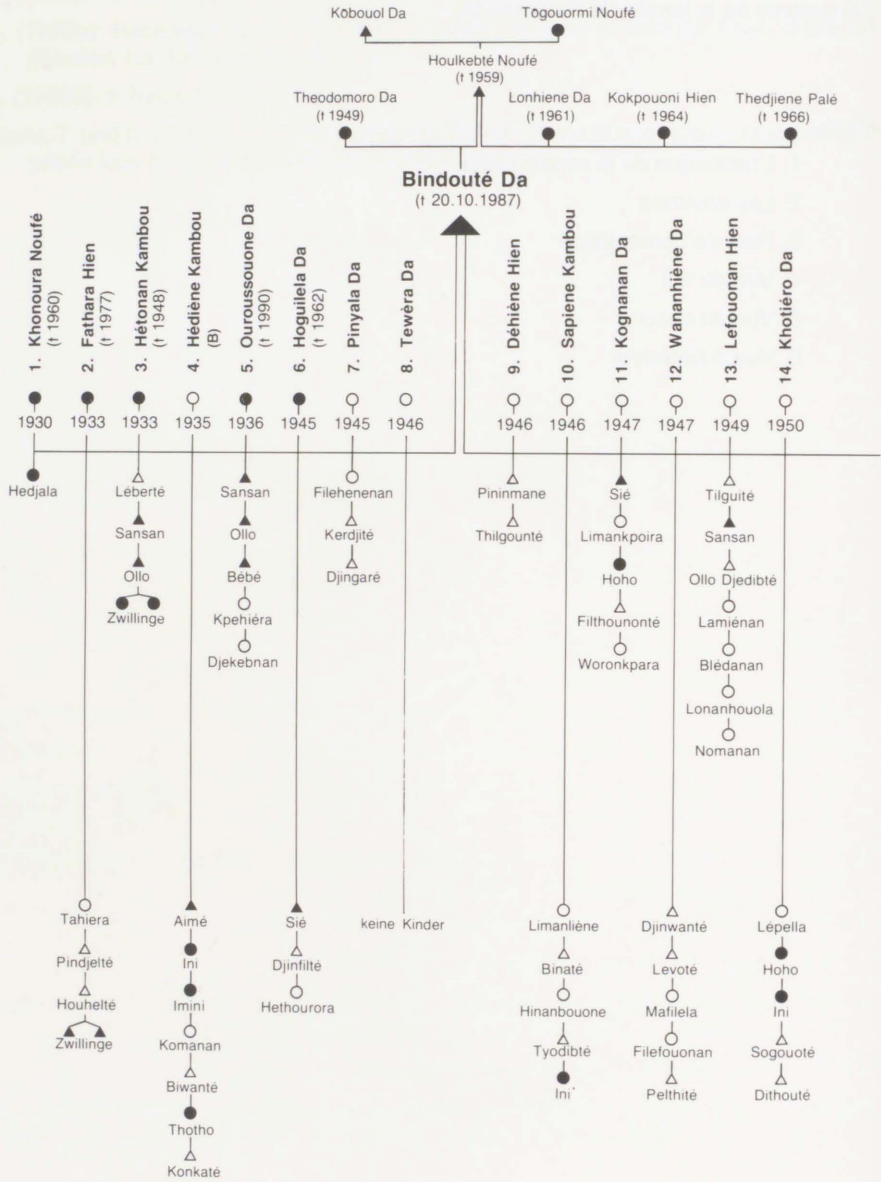 Kõbouol Da
Tõgouormi Noufé
Houlkebté Noufé
(† 1959)
Theodomoro Da
(† 1949)
Lonhiene Da
(† 1961)
Kokpouoni Hien
(† 1964)
Thedjiene Palé
(† 1966)
Bindouté Da
(† 20.10.1987)
1. Khonoura Noufé
(† 1960)
2. Fathara Hien
(† 1977)
3. Hétonan Kambou
(† 1948)
4. Hédiène Kambou
(B)
5. Ouroussouone Da
(† 1990)
6. Hoguilela Da
(† 1962)
7. Pinyala Da
8. Tewèra Da
9. Déhiène Hien
10. Sapiene Kambou
11. Kognanan Da
12. Wananhiène Da
13. Lefouonan Hien
14. Khotiéro Da
1930 1933 1933 1935 1936 1945 1945 1946 1946 1946 1947 1947 1949 1950
Hedjala
Léberté
Sansan
Ollo
Zwillinge
Sansan
Ollo
Bébé
Kpehiéra
Djekebnan
Filehenenan
Kerdjité
Djingaré
Pininmane
Thilgounté
Sié
Limankpoira
Hoho
Filthounonté
Woronkpara
Tilguité
Sansan
Ollo Djedibté
Lamiénan
Blédanan
Lonanhouola
Nomanan
Tahiera
Pindjelté
Houhelté
Zwillinge
Aimé
Ini
Imini
Komanan
Biwanté
Thotho
Konkaté
Sié
Djinfilté
Hethourora
keine Kinder
Limanliène
Binaté
Hinanbouone
Tyodibté
Ini
Djinwanté
Levoté
Mafilela
Filefouonan
Pelthité
Lépella
Hoho
Ini
Sogouoté
Dithouté